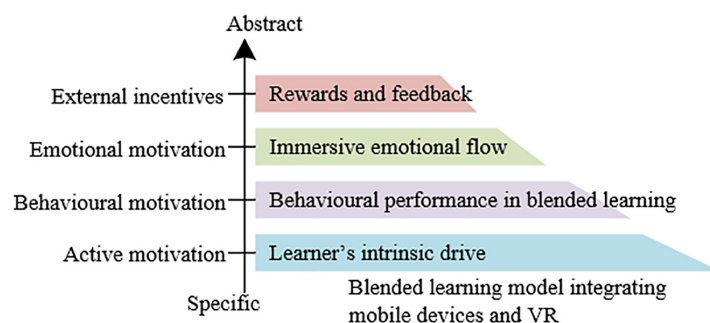 Abstract
External incentives
Rewards and feedback
Emotional motivation
Immersive emotional flow
Behavioural motivation
Behavioural performance in blended learning
Active motivation
Learner's intrinsic drive
Specific
Blended learning model integrating
mobile devices and VR